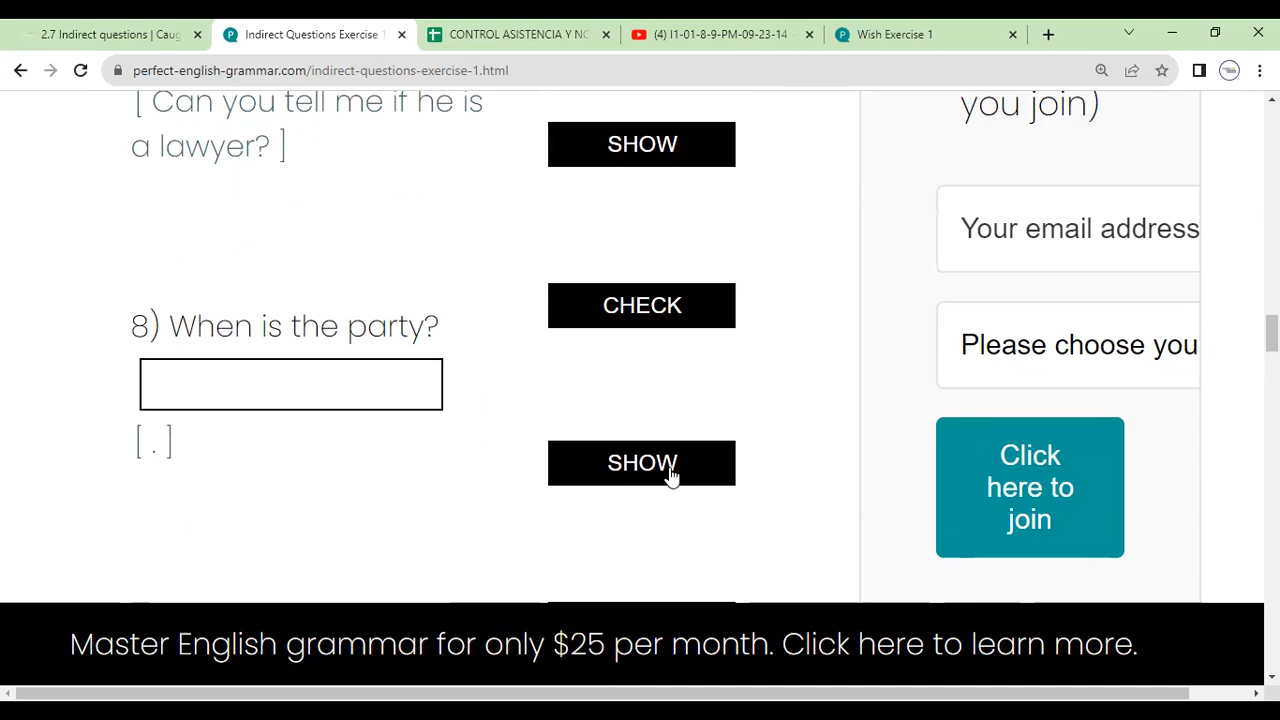 2.7 Indirect questions | Caug
Indirect Questions Exercise 1
CONTROL ASISTENCIA Y NO
(4) I1-01-8-9-PM-09-23-14
Wish Exercise 1
perfect-english-grammar.com/indirect-questions-exercise-1.html
[ Can you tell me if he is
a lawyer? ]
SHOW
8) When is the party?
CHECK
[ . ]
SHOW
you join)
Your email address
Please choose you
Click
here to
join
Master English grammar for only $25 per month. Click here to learn more.